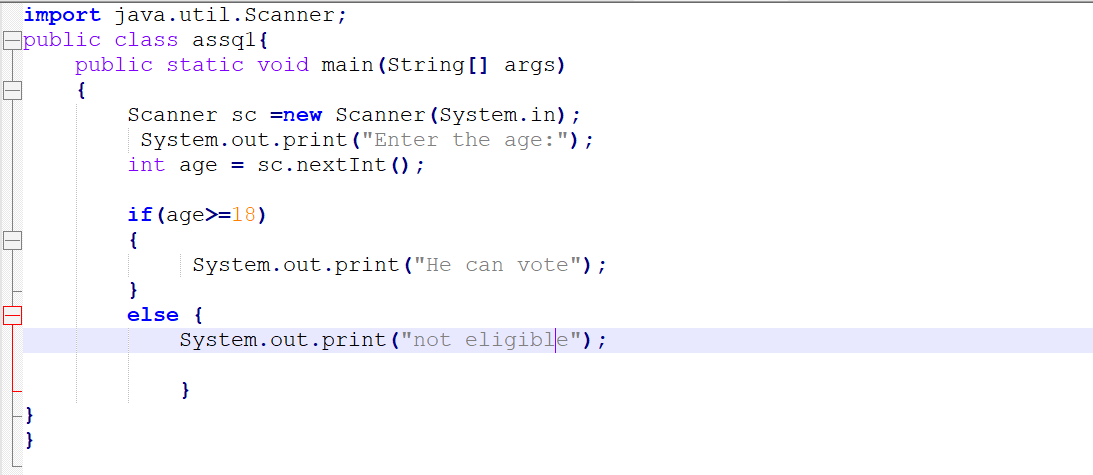 import java.util.Scanner;
public class assq1{
    public static void main(String[] args)
    {
        Scanner sc =new Scanner(System.in);
         System.out.print("Enter the age:");
        int age = sc.nextInt();

        if(age>=18)
        {
             System.out.print("He can vote");
        }
        else {
            System.out.print("not eligible");

            }
}
}